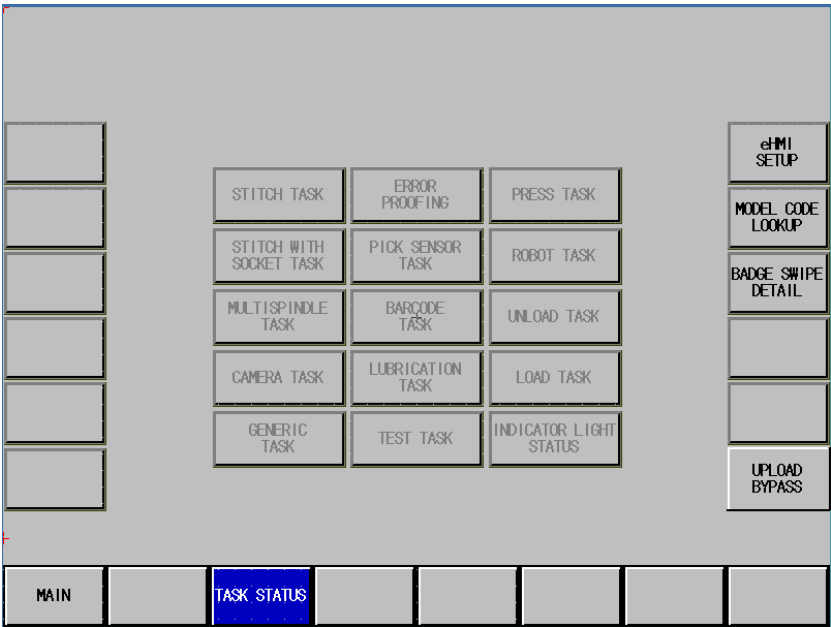 eHMI
SETUP
STITCH TASK
ERROR
PROOFING
PRESS TASK
MODEL CODE
LOOKUP
STITCH WITH
SOCKET TASK
PICK SENSOR
TASK
ROBOT TASK
BADGE SWIPE
DETAIL
MULTISPINDLE
TASK
BARCODE
TASK
UNLOAD TASK
CAMERA TASK
LUBRICATION
TASK
LOAD TASK
GENERIC
TASK
TEST TASK
INDICATOR LIGHT
STATUS
UPLOAD
BYPASS
MAIN
TASK STATUS